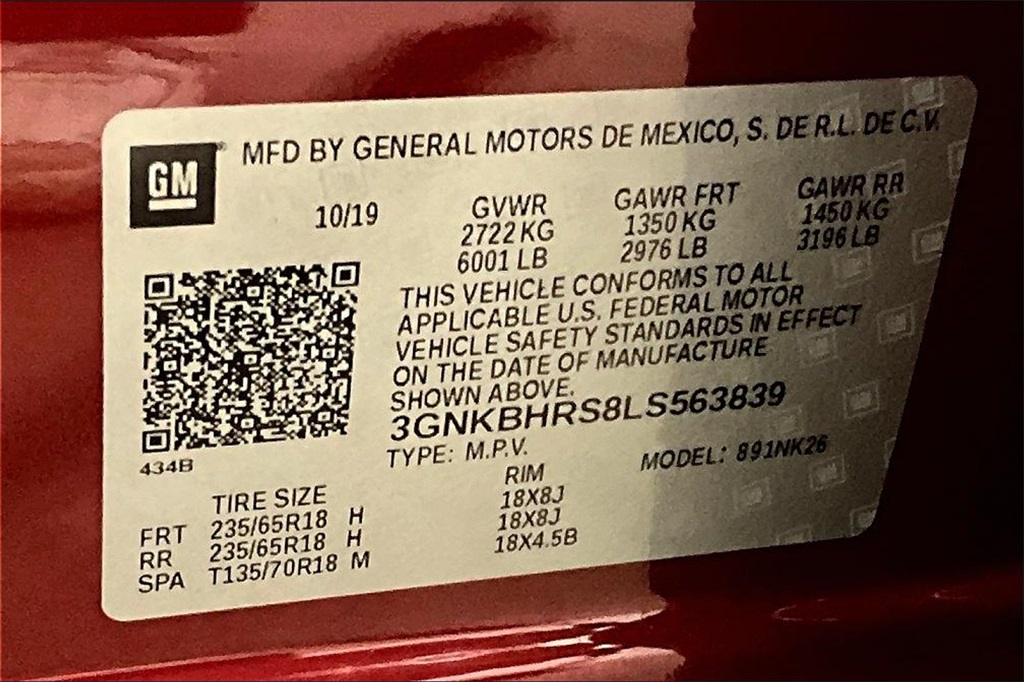 GM® MFD BY GENERAL MOTORS DE MEXICO, S. DE R.L. DE C.V.
10/19 GVWR GAWR FRT GAWR RR
2722 KG 1350 KG 1450 KG
6001 LB 2976 LB 3196 LB
THIS VEHICLE CONFORMS TO ALL
APPLICABLE U.S. FEDERAL MOTOR
VEHICLE SAFETY STANDARDS IN EFFECT
ON THE DATE OF MANUFACTURE
SHOWN ABOVE.
3GNKBHRS8LS563839
434B TYPE: M.P.V. MODEL: 891NK26
TIRE SIZE RIM
FRT 235/65R18 H 18X8J
RR 235/65R18 H 18X8J
SPA T135/70R18 M 18X4.5B